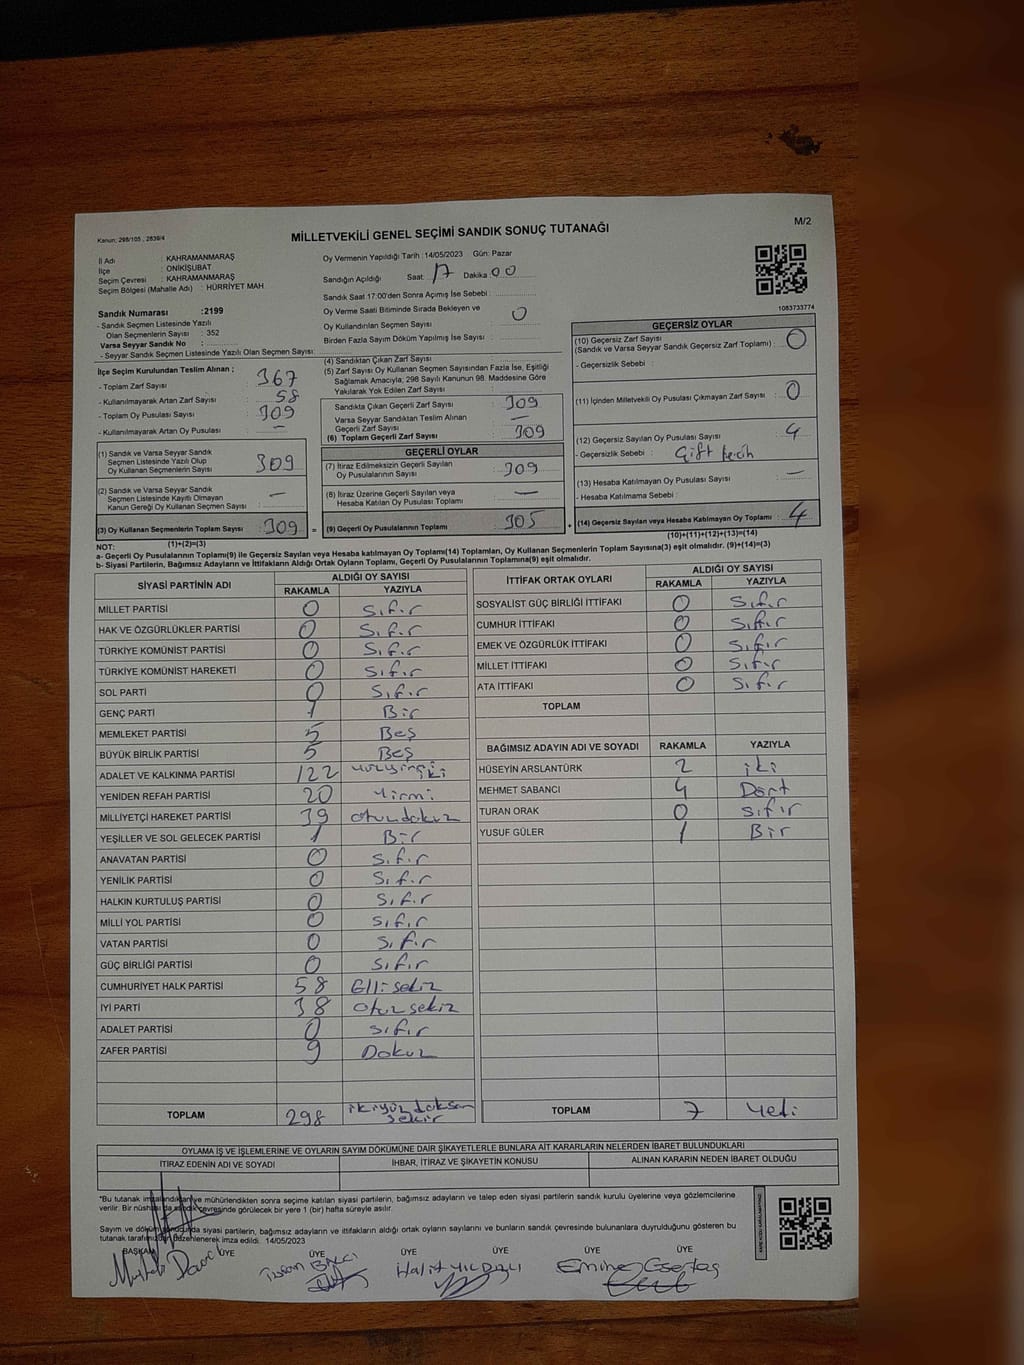 M/2
Kanun; 298/105 , 2839/4
MİLLETVEKİLİ GENEL SEÇİMİ SANDIK SONUÇ TUTANAĞI
İl Adı : KAHRAMANMARAŞ
İlçe : ONİKİŞUBAT
Seçim Çevresi : KAHRAMANMARAŞ
Seçim Bölgesi (Mahalle Adı) : HÜRRİYET MAH.
Sandık Numarası :2199
- Sandık Seçmen Listesinde Yazılı
Olan Seçmenlerin Sayısı : 352
Varsa Seyyar Sandık No :
- Seyyar Sandık Seçmen Listesinde Yazılı Olan Seçmen Sayısı:
Oy Vermenin Yapıldığı Tarih :14/05/2023 Gün: Pazar
Sandığın Açıldığı Saat: 17 Dakika: 00
Sandık Saat 17:00'den Sonra Açımış İse Sebebi :
Oy Verme Saati Bitiminde Sırada Bekleyen ve
Oy Kullandırılan Seçmen Sayısı : 0
Birden Fazla Sayım Döküm Yapılmış İse Sayısı :
1083733774
İlçe Seçim Kurulundan Teslim Alınan ;
- Toplam Zarf Sayısı : 367
- Kullanılmayarak Artan Zarf Sayısı : 58
- Toplam Oy Pusulası Sayısı : 309
- Kullanılmayarak Artan Oy Pusulası : —
(1) Sandık ve Varsa Seyyar Sandık
Seçmen Listesinde Yazılı Olup
Oy Kullanan Seçmenlerin Sayısı : 309
(2) Sandık ve Varsa Seyyar Sandık
Seçmen Listesinde Kayıtlı Olmayan
Kanun Gereği Oy Kullanan Seçmen Sayısı : —
(3) Oy Kullanan Seçmenlerin Toplam Sayısı : 309
(1)+(2)=(3)
(4) Sandıktan Çıkan Zarf Sayısı :
(5) Zarf Sayısı Oy Kullanan Seçmen Sayısından Fazla İse, Eşitliği
Sağlamak Amacıyla; 298 Sayılı Kanunun 98. Maddesine Göre
Yakılarak Yok Edilen Zarf Sayısı :
Sandıkta Çıkan Geçerli Zarf Sayısı : 309
Varsa Seyyar Sandıktan Teslim Alınan
Geçerli Zarf Sayısı : —
(6) Toplam Geçerli Zarf Sayısı : 309
GEÇERLİ OYLAR
(7) İtiraz Edilmeksizin Geçerli Sayılan
Oy Pusulalarının Sayısı : 309
(8) İtiraz Üzerine Geçerli Sayılan veya
Hesaba Katılan Oy Pusulası Toplamı : —
= (9) Geçerli Oy Pusulalarının Toplamı : 305 +
GEÇERSİZ OYLAR
(10) Geçersiz Zarf Sayısı
(Sandık ve Varsa Seyyar Sandık Geçersiz Zarf Toplamı) : 0
- Geçersizlik Sebebi :
(11) İçinden Milletvekili Oy Pusulası Çıkmayan Zarf Sayısı : 0
(12) Geçersiz Sayılan Oy Pusulası Sayısı : 4
- Geçersizlik Sebebi : Çift tercih
(13) Hesaba Katılmayan Oy Pusulası Sayısı : —
- Hesaba Katılmama Sebebi :
(14) Geçersiz Sayılan veya Hesaba Katılmayan Oy Toplamı : 4
(10)+(11)+(12)+(13)=(14)
NOT:
a- Geçerli Oy Pusulalarının Toplamı(9) ile Geçersiz Sayılan veya Hesaba katılmayan Oy Toplamı(14) Toplamları, Oy Kullanan Seçmenlerin Toplam Sayısına(3) eşit olmalıdır. (9)+(14)=(3)
b- Siyasi Partilerin, Bağımsız Adayların ve İttifakların Aldığı Ortak Oyların Toplamı, Geçerli Oy Pusulalarının Toplamına(9) eşit olmalıdır.
SİYASİ PARTİNİN ADI ALDIĞI OY SAYISI
RAKAMLA YAZIYLA
MİLLET PARTİSİ 0 Sıfır
HAK VE ÖZGÜRLÜKLER PARTİSİ 0 Sıfır
TÜRKİYE KOMÜNİST PARTİSİ 0 Sıfır
TÜRKİYE KOMÜNİST HAREKETİ 0 Sıfır
SOL PARTİ 0 Sıfır
GENÇ PARTİ 1 Bir
MEMLEKET PARTİSİ 5 Beş
BÜYÜK BİRLİK PARTİSİ 5 Beş
ADALET VE KALKINMA PARTİSİ 122 yüzyirmi iki
YENİDEN REFAH PARTİSİ 20 Yirmi
MİLLİYETÇİ HAREKET PARTİSİ 39 otuzdokuz
YEŞİLLER VE SOL GELECEK PARTİSİ 1 Bir
ANAVATAN PARTİSİ 0 Sıfır
YENİLİK PARTİSİ 0 Sıfır
HALKIN KURTULUŞ PARTİSİ 0 Sıfır
MİLLİ YOL PARTİSİ 0 Sıfır
VATAN PARTİSİ 0 Sıfır
GÜÇ BİRLİĞİ PARTİSİ 0 Sıfır
CUMHURİYET HALK PARTİSİ 58 Elli sekiz
İYİ PARTİ 38 otuz sekiz
ADALET PARTİSİ 0 Sıfır
ZAFER PARTİSİ 9 Dokuz
TOPLAM 298 ikiyüz doksan sekiz
İTTİFAK ORTAK OYLARI ALDIĞI OY SAYISI
RAKAMLA YAZIYLA
SOSYALİST GÜÇ BİRLİĞİ İTTİFAKI 0 Sıfır
CUMHUR İTTİFAKI 0 Sıfır
EMEK VE ÖZGÜRLÜK İTTİFAKI 0 Sıfır
MİLLET İTTİFAKI 0 Sıfır
ATA İTTİFAKI 0 Sıfır
TOPLAM
BAĞIMSIZ ADAYIN ADI VE SOYADI RAKAMLA YAZIYLA
HÜSEYİN ARSLANTÜRK 2 iki
MEHMET SABANCI 4 Dört
TURAN ORAK 0 sıfır
YUSUF GÜLER 1 Bir
TOPLAM 7 Yedi
OYLAMA İŞ VE İŞLEMLERİNE VE OYLARIN SAYIM DÖKÜMÜNE DAİR ŞİKAYETLERLE BUNLARA AİT KARARLARIN NELERDEN İBARET BULUNDUKLARI
İTİRAZ EDENİN ADI VE SOYADI İHBAR, İTİRAZ VE ŞİKAYETİN KONUSU ALINAN KARARIN NEDEN İBARET OLDUĞU
*Bu tutanak imzalandıktan ve mühürlendikten sonra seçime katılan siyasi partilerin, bağımsız adayların ve talep eden siyasi partilerin sandık kurulu üyelerine veya gözlemcilerine
verilir. Bir nüshası da sandık çevresinde görülecek bir yere 1 (bir) hafta süreyle asılır.
Sayım ve döküm sonucunda siyasi partilerin, bağımsız adayların ve ittifakların aldığı ortak oyların sayılarını ve bunların sandık çevresinde bulunanlara duyrulduğunu gösteren bu
tutanak tarafımızdan düzenlenerek imza edildi. 14/05/2023
BAŞKAN ÜYE ÜYE ÜYE ÜYE ÜYE ÜYE
Halit Emine